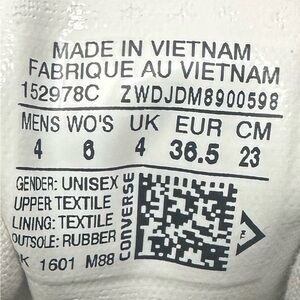 MADE IN VIETNAM
FABRIQUE AU VIETNAM
152978C ZWDJDM8900598
MENS WO'S UK EUR CM
4 6 4 36.5 23
GENDER: UNISEX
UPPER: TEXTILE
LINING: TEXTILE
OUTSOLE: RUBBER
K 1601 M88
CONVERSE